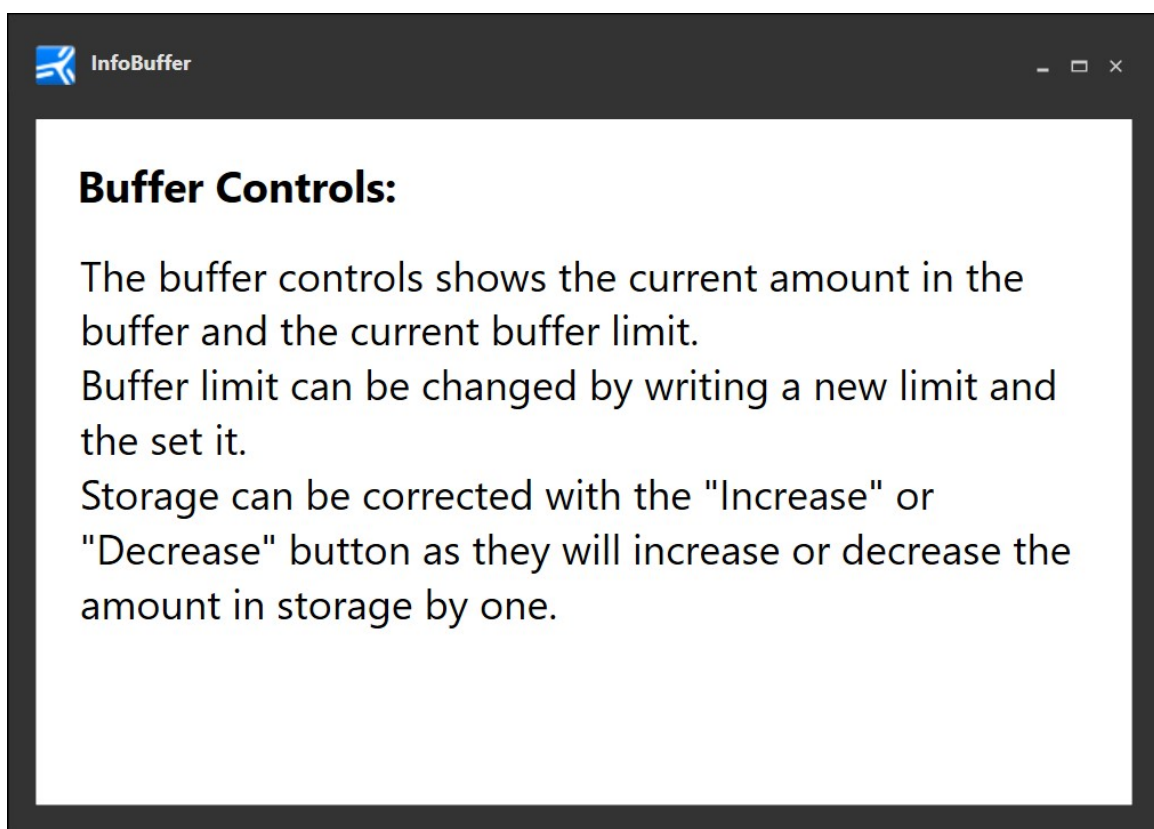 InfoBuffer
Buffer Controls:
The buffer controls shows the current amount in the
buffer and the current buffer limit.
Buffer limit can be changed by writing a new limit and
the set it.
Storage can be corrected with the "Increase" or
"Decrease" button as they will increase or decrease the
amount in storage by one.